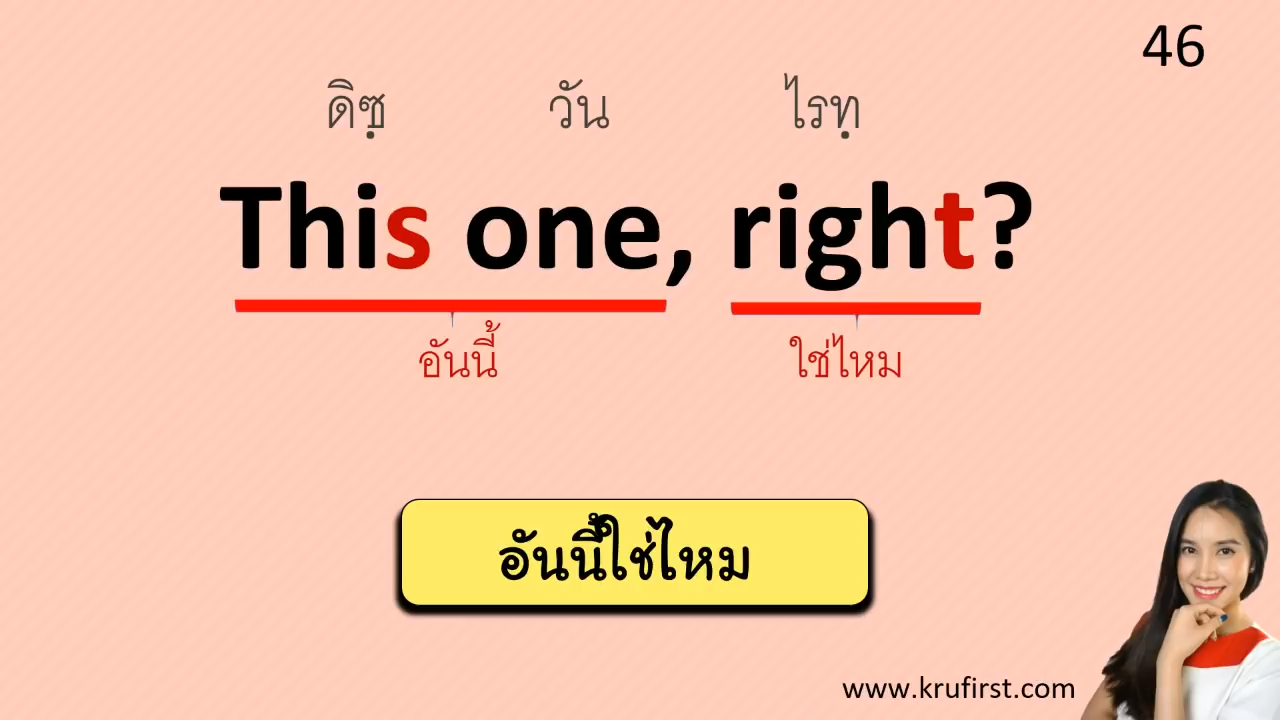 46
ดิซฺ วัน ไรทฺ
This one, right?
อันนี้ ใช่ไหม
อันนี้ใช่ไหม
www.krufirst.com